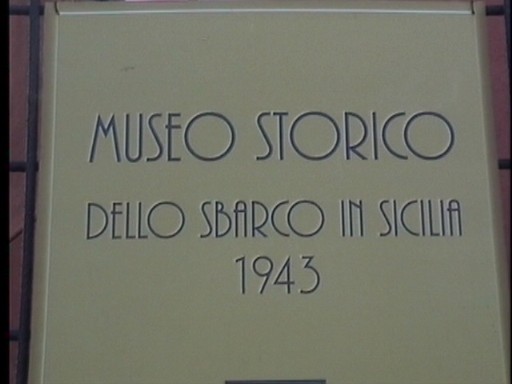 MUSEO STORICO
DELLO SBARCO IN SICILIA
1943